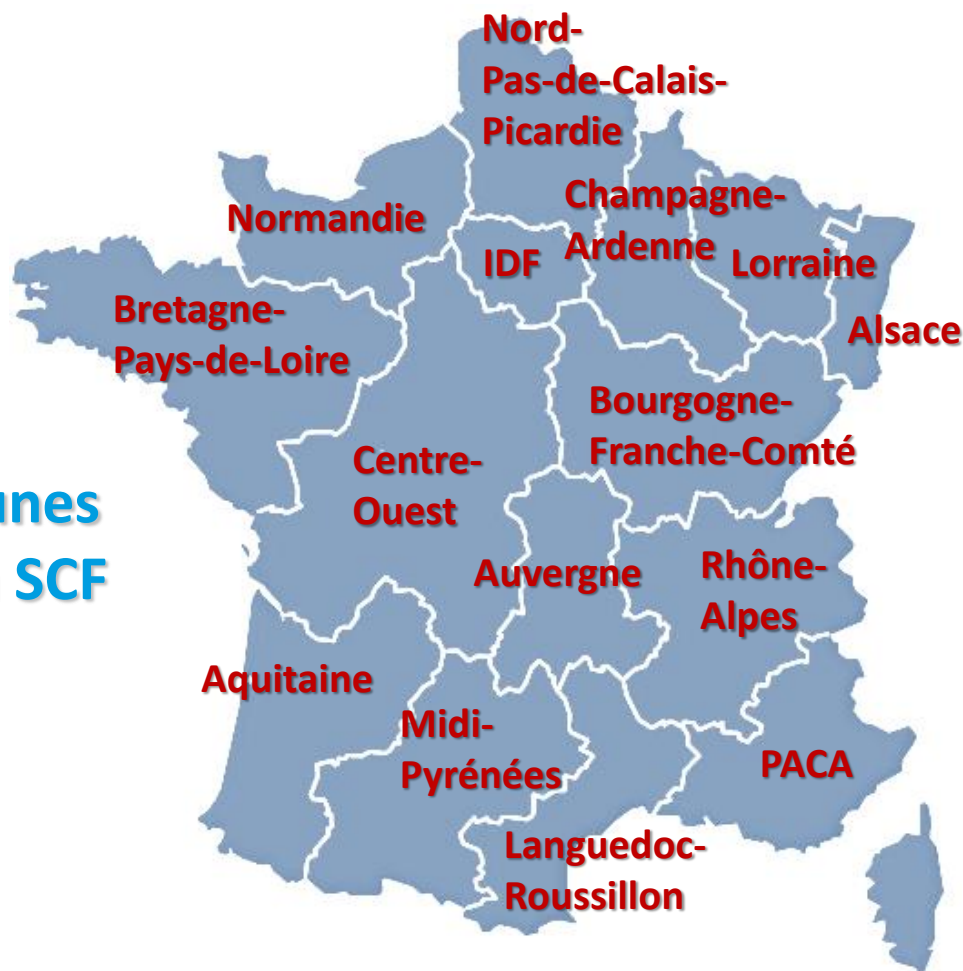 Nord-
Pas-de-Calais-
Picardie
Champagne-
Ardenne
Normandie
IDF
Lorraine
Bretagne-
Pays-de-Loire
Alsace
Bourgogne-
Franche-Comté
Centre-
Ouest
SCF
Auvergne
Rhône-
Alpes
Aquitaine
Midi-
Pyrénées
PACA
Languedoc-
Roussillon